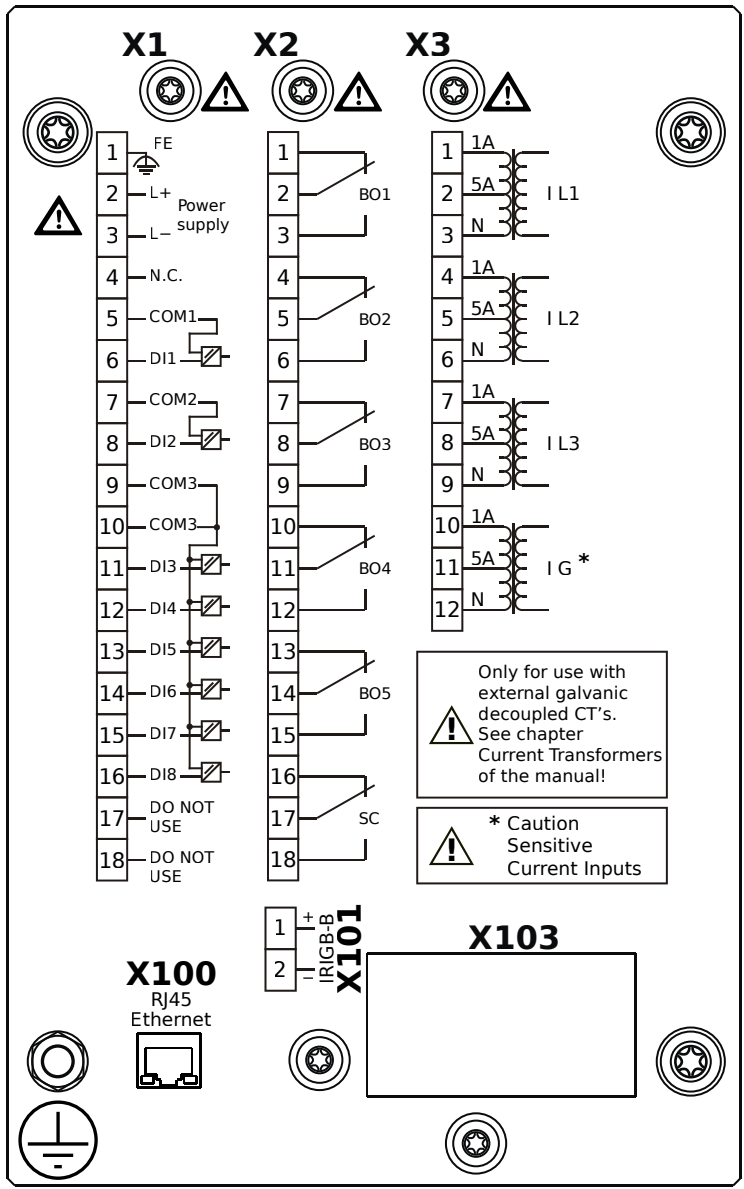 X1 X2 X3
1 FE
2 L+
Power
supply
3 L−
4 N.C.
5 COM1
6 DI1
7 COM2
8 DI2
9 COM3
10 COM3
11 DI3
12 DI4
13 DI5
14 DI6
15 DI7
16 DI8
17 DO NOT
USE
18 DO NOT
USE
1
2 BO1
3
4
5 BO2
6
7
8 BO3
9
10
11 BO4
12
13
14 BO5
15
16
17 SC
18
1 1A
2 5A I L1
3 N
4 1A
5 5A I L2
6 N
7 1A
8 5A I L3
9 N
10 1A
11 5A I G *
12 N
! Only for use with
external galvanic
decoupled CT's.
See chapter
Current Transformers
of the manual!
! * Caution
Sensitive
Current Inputs
1 +
2 −
IRIGB-B
X101
X103
X100
RJ45
Ethernet